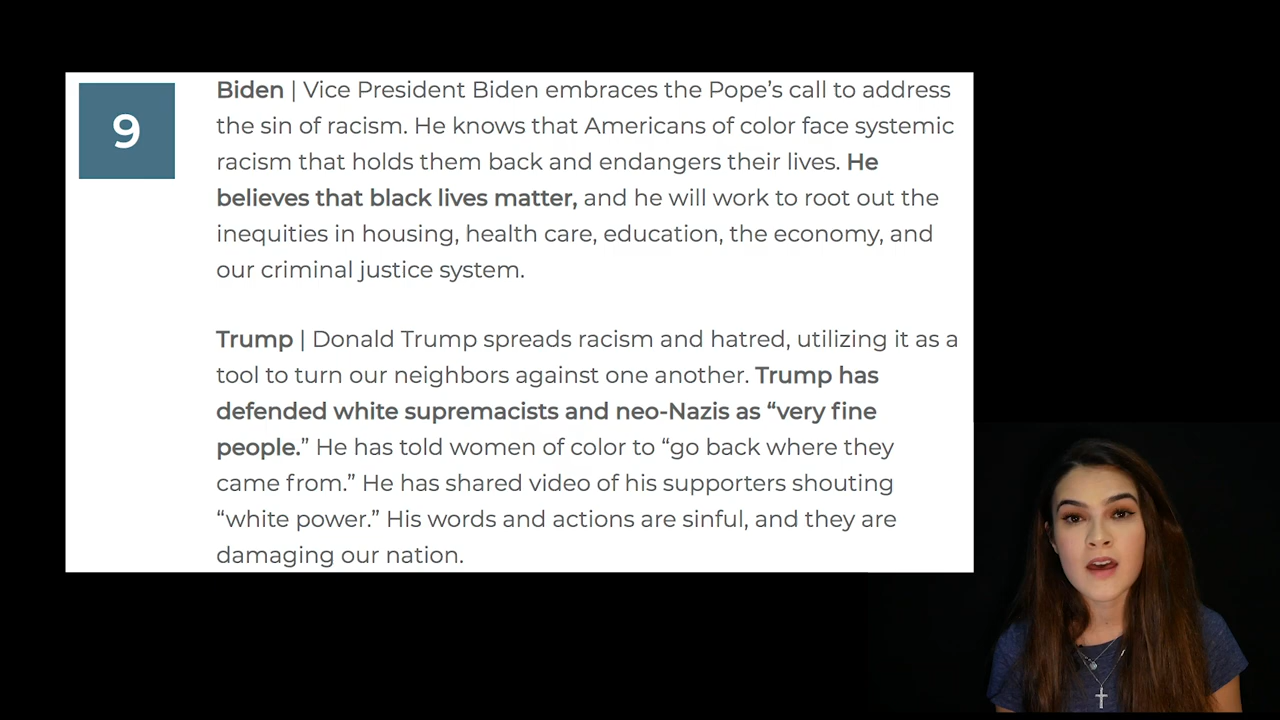 9
Biden | Vice President Biden embraces the Pope’s call to address
the sin of racism. He knows that Americans of color face systemic
racism that holds them back and endangers their lives. He
believes that black lives matter, and he will work to root out the
inequities in housing, health care, education, the economy, and
our criminal justice system.
Trump | Donald Trump spreads racism and hatred, utilizing it as a
tool to turn our neighbors against one another. Trump has
defended white supremacists and neo-Nazis as “very fine
people.” He has told women of color to “go back where they
came from.” He has shared video of his supporters shouting
“white power.” His words and actions are sinful, and they are
damaging our nation.